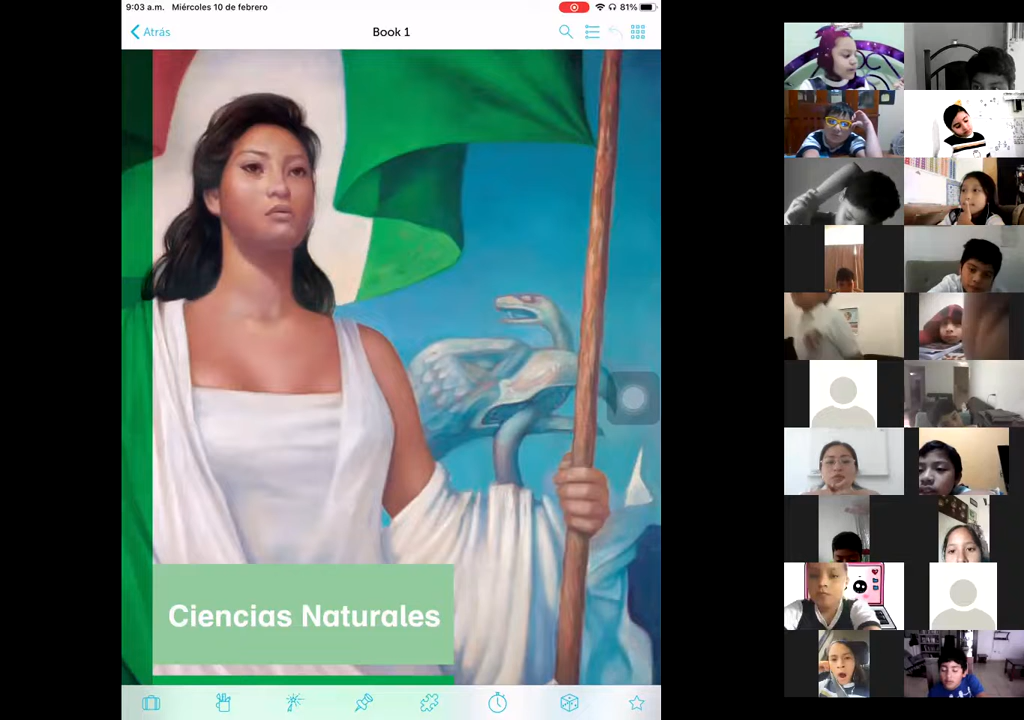 9:03 a.m. Miércoles 10 de febrero
81%
Atrás
Book 1
Ciencias Naturales